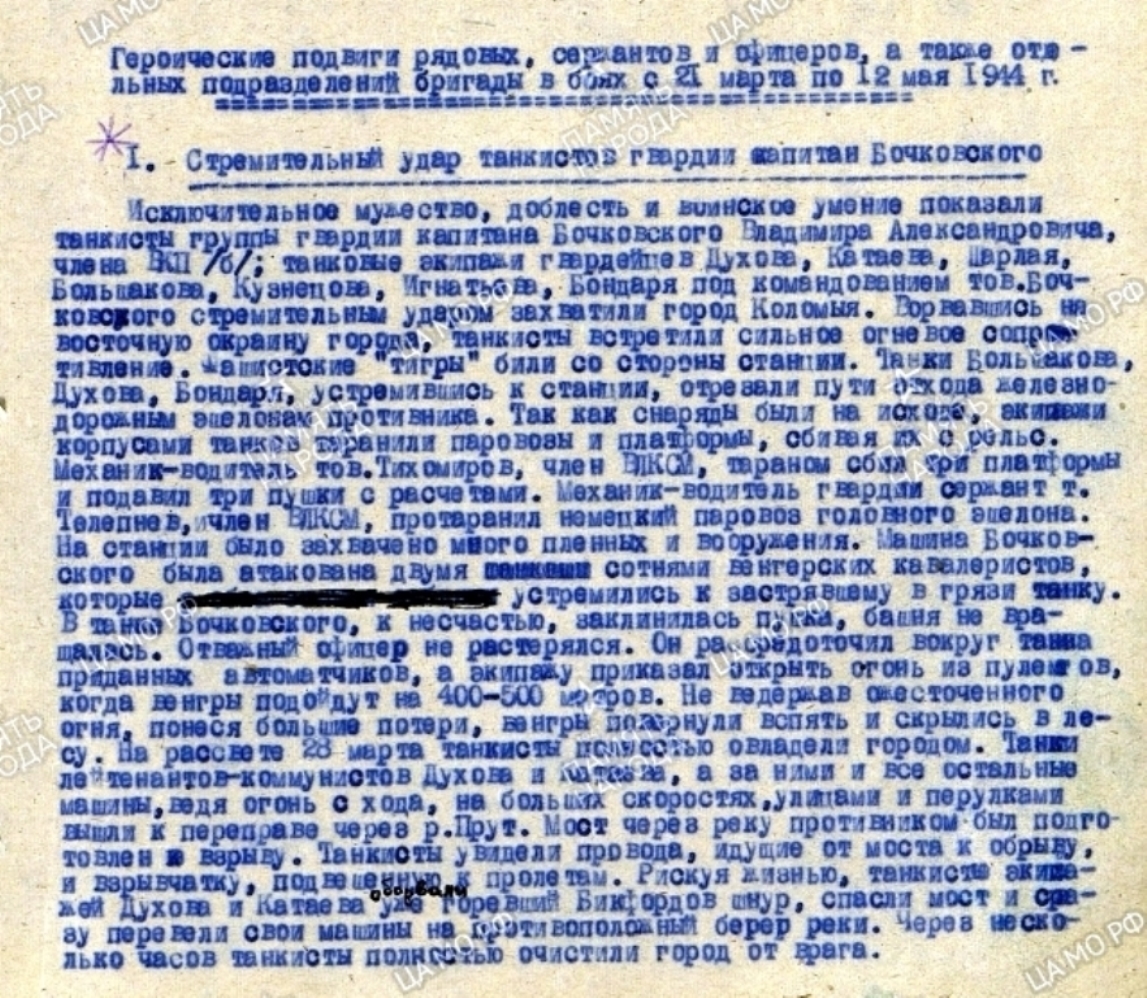 Героические подвиги рядовых, сержантов и офицеров, а также отде -
льных подразделений бригады в боях с 21 марта по 12 мая 1944 г.
I. Стремительный удар танкистов гвардии капитан Бочковского
Исключительное мужество, доблесть и воинское умение показали
танкисты группы гвардии капитана Бочковского Владимира Александровича,
члена ВКП /б/; танковые экипажи гвардейцев Духова, Катаева, Шарлая,
Большакова, Кузнецова, Игнатьева, Бондаря под командованием тов.Боч-
ковского стремительным ударом захватили город Коломыя. Ворвавшись на
восточную окраину города, танкисты встретили сильное огневое сопро-
тивление. Фашистские "тигры" били со стороны станции. Танки Большакова,
Духова, Бондаря, устремившись к станции, отрезали пути отхода железно-
дорожным эшелонам противника. Так как снаряды были на исходе, экипажи
корпусами танков таранили паровозы и платформы, сбивая их с рельс.
Механик-водитель тов.Тихомиров, член ВЛКСМ, тараном сбил три платформы
и подавил три пушки с расчетами. Механик-водитель гвардии сержант т.
Телепнев,ичлен ВЛКСМ, протаранил немецкий паровоз головного эшелона.
На станции было захвачено много пленных и вооружения. Машина Бочков-
ского была атакована двумя сотнями венгерских кавалеристов,
которые устремились к застрявшему в грязи танку.
В танке Бочковского, к несчастью, заклинилась пушка, башня не вра-
щалась. Отважный офицер не растерялся. Он рассредоточил вокруг танка
приданных автоматчиков, а экипажу приказал открыть огонь из пулеметов,
когда венгры подойдут на 400-500 метров. Не ведержав ожесточенного
огня, понеся большие потери, венгры повернули вспять и скрылись в ле-
су. На рассвете 28 марта танкисты полностью овладели городом. Танки
лейтенантов-коммунистов Духова и Катаева, а за ними и все остальные
машины,ведя огонь с хода, на больших скоростях,улицами и перулками
вышли к переправе через р.Прут. Мост через реку противником был подго-
товлен к взрыву. Танкисты увидели провода, идущие от моста к обрыву,
и взрывчатку, подвешенную к пролетам. Рискуя жизнью, танкисты экипа-
жей Духова и Катаева оборвали уже горевший Бикфордов шнур, спасли мост и сра-
зу перевели свои машины на противоположный берег реки. Через неско-
лько часов танкисты полностью очистили город от врага.